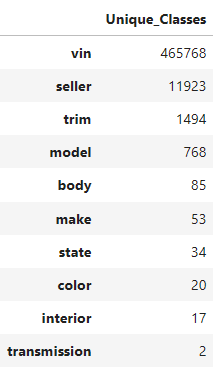 Unique_Classes
vin 465768
seller 11923
trim 1494
model 768
body 85
make 53
state 34
color 20
interior 17
transmission 2